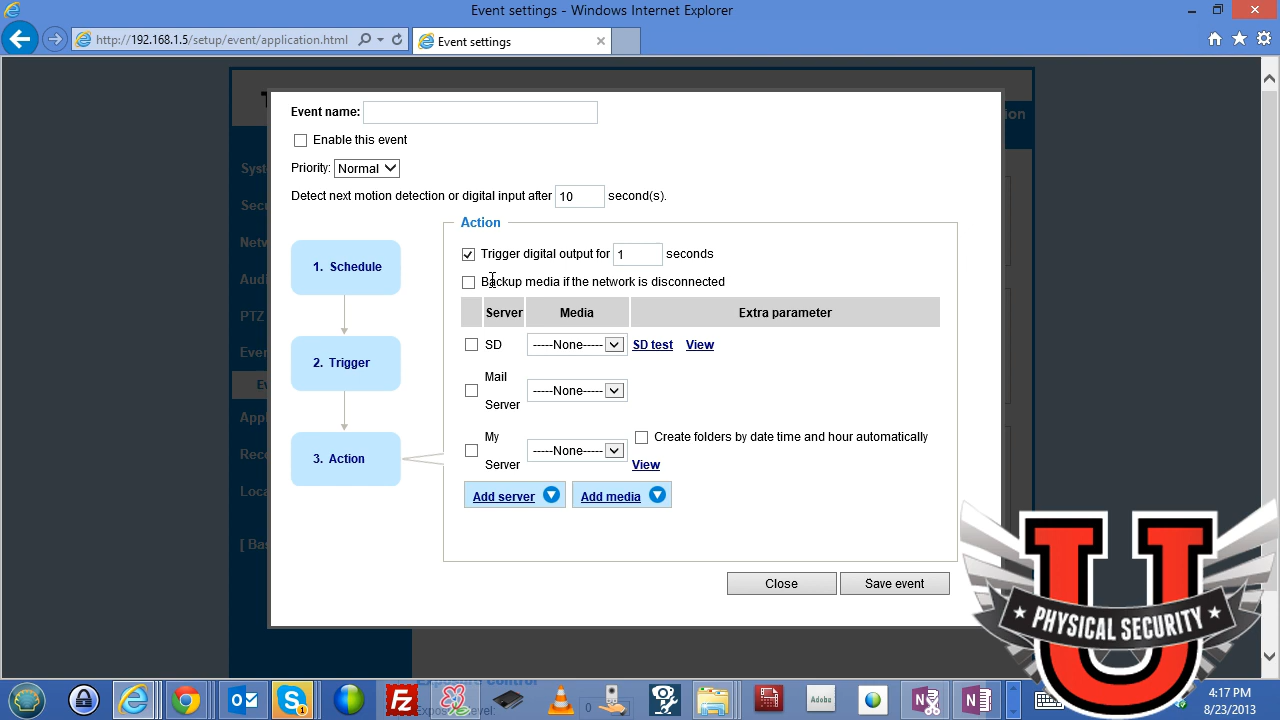 Event settings - Windows Internet Explorer
http://192.168.1.5/setup/event/application.html
Event settings
Event name:
Enable this event
Priority: Normal
Detect next motion detection or digital input after 10 second(s).
Action
Trigger digital output for 1 seconds
Backup media if the network is disconnected
Server Media Extra parameter
SD -----None----- SD test View
Mail Server -----None-----
My Server -----None----- Create folders by date time and hour automatically
View
Add server Add media
1. Schedule
2. Trigger
3. Action
Close Save event
U
PHYSICAL SECURITY
4:17 PM
8/23/2013